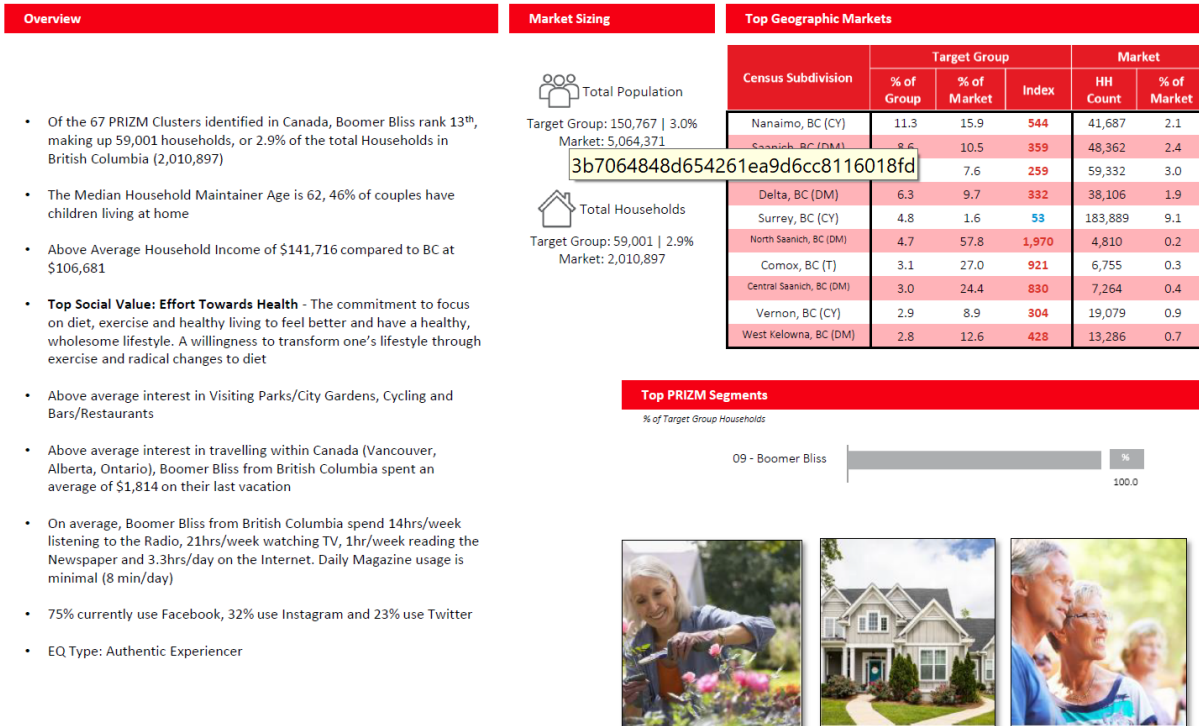 Overview
Of the 67 PRIZM Clusters identified in Canada, Boomer Bliss rank 13th,
making up 59,001 households, or 2.9% of the total Households in
British Columbia (2,010,897)
The Median Household Maintainer Age is 62, 46% of couples have
children living at home
Above Average Household Income of $141,716 compared to BC at
$106,681
Top Social Value: Effort Towards Health - The commitment to focus
on diet, exercise and healthy living to feel better and have a healthy,
wholesome lifestyle. A willingness to transform one's lifestyle through
exercise and radical changes to diet
Above average interest in Visiting Parks/City Gardens, Cycling and
Bars/Restaurants
Above average interest in travelling within Canada (Vancouver,
Alberta, Ontario), Boomer Bliss from British Columbia spent an
average of $1,814 on their last vacation
On average, Boomer Bliss from British Columbia spend 14hrs/week
listening to the Radio, 21hrs/week watching TV, 1hr/week reading the
Newspaper and 3.3hrs/day on the Internet. Daily Magazine usage is
minimal (8 min/day)
75% currently use Facebook, 32% use Instagram and 23% use Twitter
EQ Type: Authentic Experiencer
Market Sizing
Total Population
Target Group: 150,767 | 3.0%
Market: 5,064,371
3b7064848d654261ea9d6cc8116018fd
Total Households
Target Group: 59,001 | 2.9%
Market: 2,010,897
Top Geographic Markets
Target Group Market
Census Subdivision % of Group % of Market Index HH Count % of Market
Nanaimo, BC (CY) 11.3 15.9 544 41,687 2.1
Saanich, BC (DM) 8.6 10.5 359 48,362 2.4
7.6 259 59,332 3.0
Delta, BC (DM) 6.3 9.7 332 38,106 1.9
Surrey, BC (CY) 4.8 1.6 53 183,889 9.1
North Saanich, BC (DM) 4.7 57.8 1,970 4,810 0.2
Comox, BC (T) 3.1 27.0 921 6,755 0.3
Central Saanich, BC (DM) 3.0 24.4 830 7,264 0.4
Vernon, BC (CY) 2.9 8.9 304 19,079 0.9
West Kelowna, BC (DM) 2.8 12.6 428 13,286 0.7
Top PRIZM Segments
% of Target Group Households
09 - Boomer Bliss
%
100.0